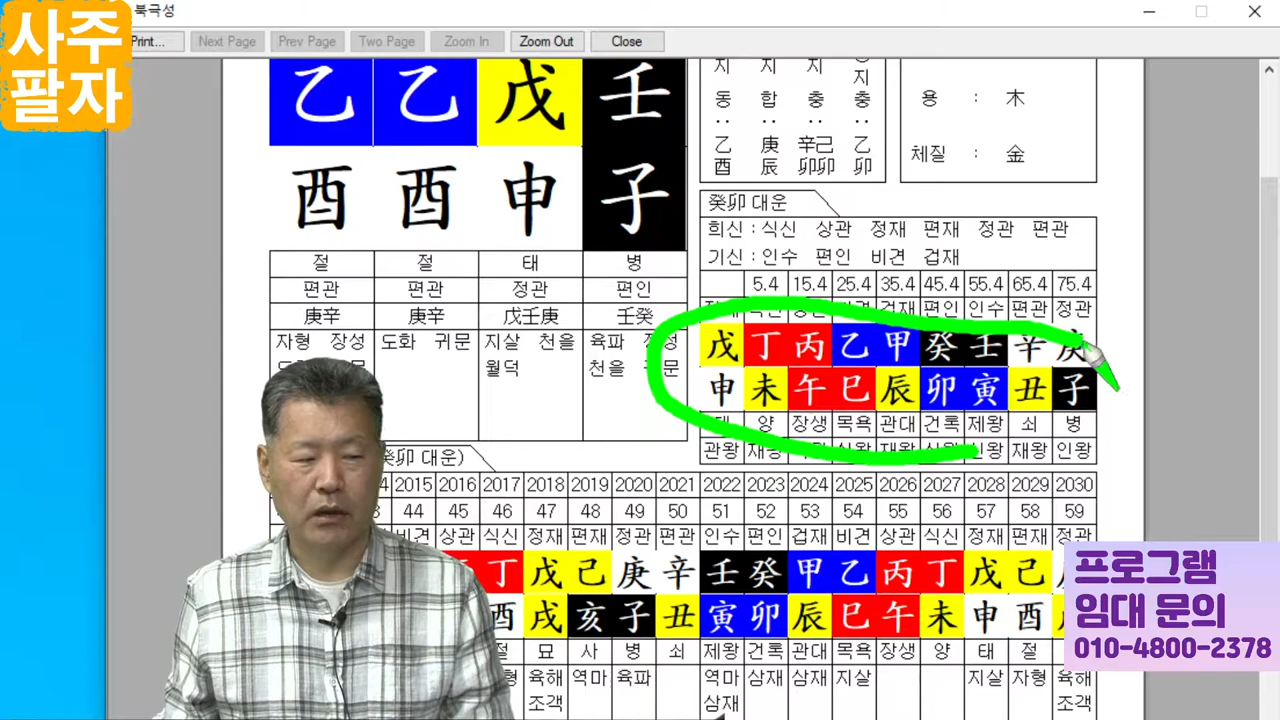 북극성
사주
팔자
Print...
Next Page
Prev Page
Two Page
Zoom In
Zoom Out
Close
乙 乙 戊 壬
酉 酉 申 子
절 절 태 병
편관 편관 정관 편인
庚辛 庚辛 戊壬庚 壬癸
자형 장성 도화 귀문 지살 천을 육파
월덕 천을
지 지 지
지
동 합 충 충
: : : :
乙 庚 辛己 乙
酉 辰 卯卯 卯
용 : 木
체질 : 金
癸卯 대운
희신 : 식신 상관 정재 편재 정관 편관
기신 : 인수 편인 비견 겁재
5.4 15.4 25.4 35.4 45.4 55.4 65.4 75.4
겁재 편인 인수 편관 정관
戊 丁 丙 乙 甲 癸 壬 辛 庚
申 未 午 巳 辰 卯 寅 丑 子
양 장생 목욕 관대 건록 제왕 쇠 병
관왕 재왕 재왕 인왕
癸卯 대운)
2015 2016 2017 2018 2019 2020 2021 2022 2023 2024 2025 2026 2027 2028 2029 2030
44 45 46 47 48 49 50 51 52 53 54 55 56 57 58 59
비견 상관 식신 정재 편재 정관 편관 인수 편인 겁재 비견 상관 식신 정재 편재 정관
丁 戊 己 庚 辛 壬 癸 甲 乙 丙 丁 戊 己
酉 戌 亥 子 丑 寅 卯 辰 巳 午 未 申 酉 戌
절 묘 사 병 쇠 제왕 건록 관대 목욕 장생 양 태 절 묘
육해 역마 육파 역마 삼재 삼재 지살 지살 자형 육해
조객 삼재 조객
프로그램
임대 문의
010-4800-2378